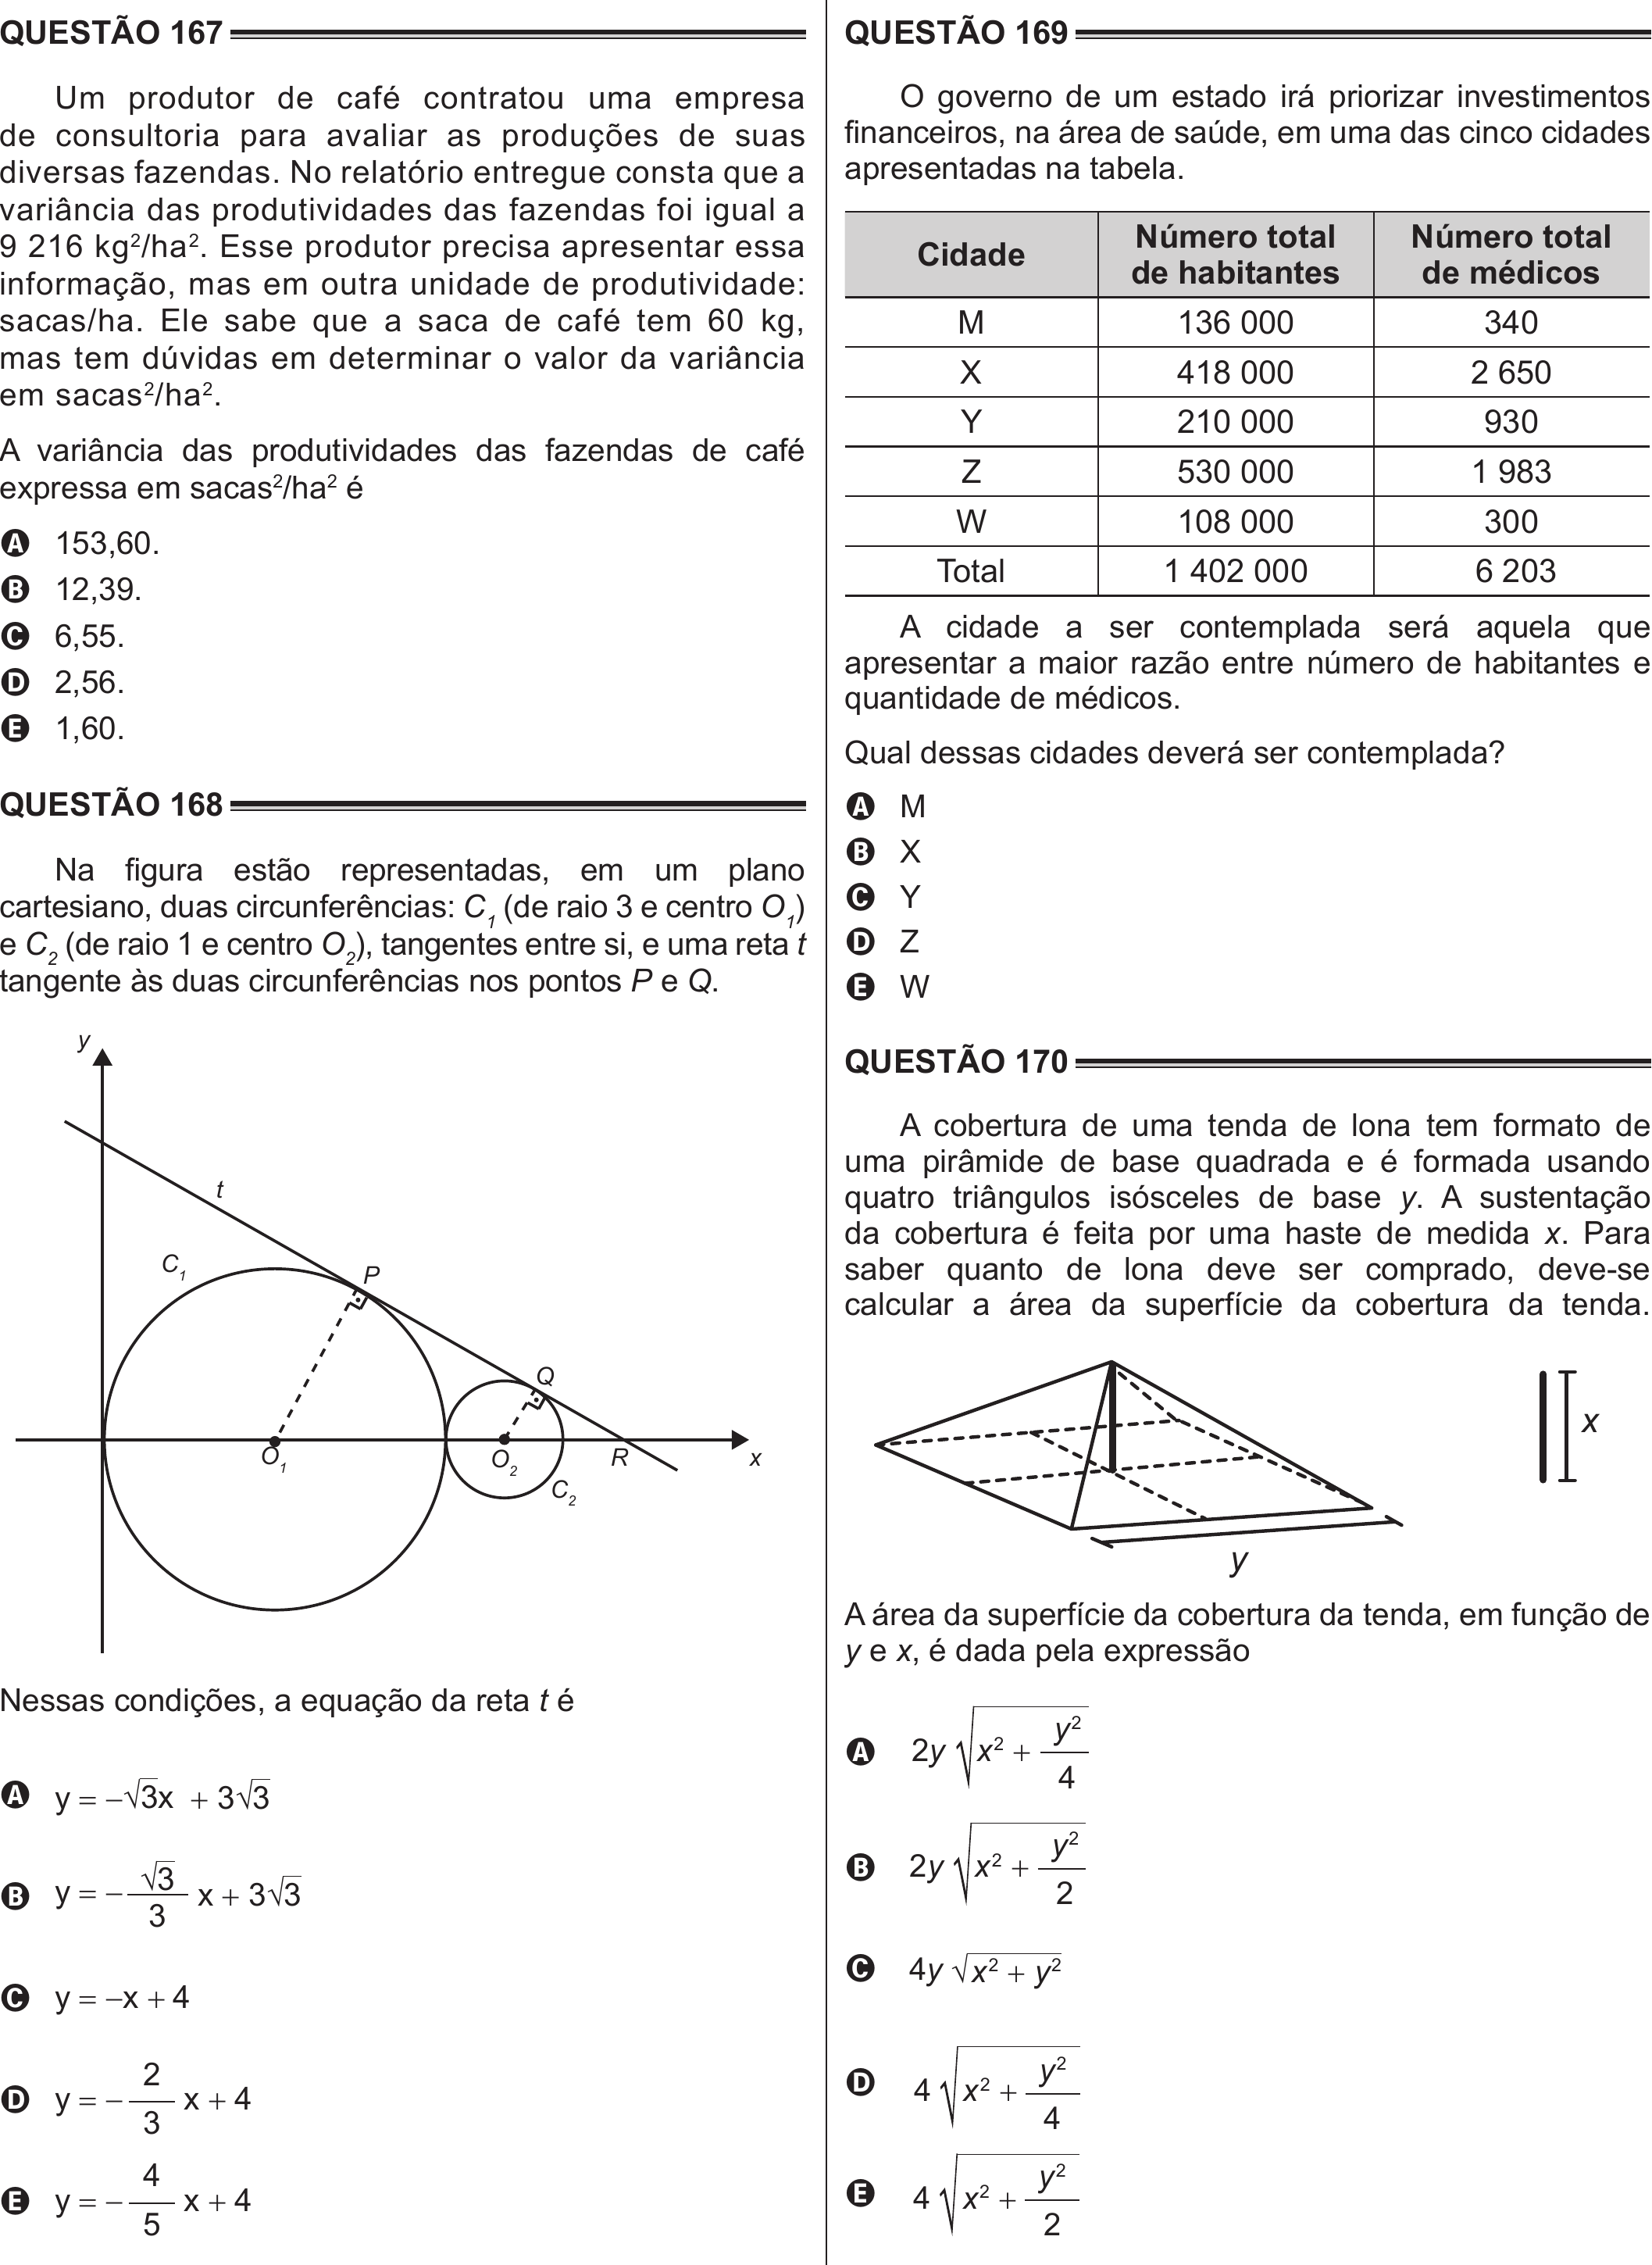 QUESTÃO 167
Um produtor de café contratou uma empresa
de consultoria para avaliar as produções de suas
diversas fazendas. No relatório entregue consta que a
variância das produtividades das fazendas foi igual a
9 216 kg²/ha². Esse produtor precisa apresentar essa
informação, mas em outra unidade de produtividade:
sacas/ha. Ele sabe que a saca de café tem 60 kg,
mas tem dúvidas em determinar o valor da variância
em sacas²/ha².
A variância das produtividades das fazendas de café
expressa em sacas²/ha² é
A 153,60.
B 12,39.
C 6,55.
D 2,56.
E 1,60.
QUESTÃO 168
Na figura estão representadas, em um plano
cartesiano, duas circunferências: C₁ (de raio 3 e centro O₁)
e C₂ (de raio 1 e centro O₂), tangentes entre si, e uma reta t
tangente às duas circunferências nos pontos P e Q.
y
t
C₁
P
Q
O₁
O₂
R
x
C₂
Nessas condições, a equação da reta t é
A y = −√3x + 3√3
B y = −√3/3 x + 3√3
C y = −x + 4
D y = −2/3 x + 4
E y = −4/5 x + 4
QUESTÃO 169
O governo de um estado irá priorizar investimentos
financeiros, na área de saúde, em uma das cinco cidades
apresentadas na tabela.
Cidade Número total de habitantes Número total de médicos
M 136 000 340
X 418 000 2 650
Y 210 000 930
Z 530 000 1 983
W 108 000 300
Total 1 402 000 6 203
A cidade a ser contemplada será aquela que
apresentar a maior razão entre número de habitantes e
quantidade de médicos.
Qual dessas cidades deverá ser contemplada?
A M
B X
C Y
D Z
E W
QUESTÃO 170
A cobertura de uma tenda de lona tem formato de
uma pirâmide de base quadrada e é formada usando
quatro triângulos isósceles de base y. A sustentação
da cobertura é feita por uma haste de medida x. Para
saber quanto de lona deve ser comprado, deve-se
calcular a área da superfície da cobertura da tenda.
x
y
A área da superfície da cobertura da tenda, em função de
y e x, é dada pela expressão
A 2y √(x² + y²/4)
B 2y √(x² + y²/2)
C 4y √(x² + y²)
D 4 √(x² + y²/4)
E 4 √(x² + y²/2)